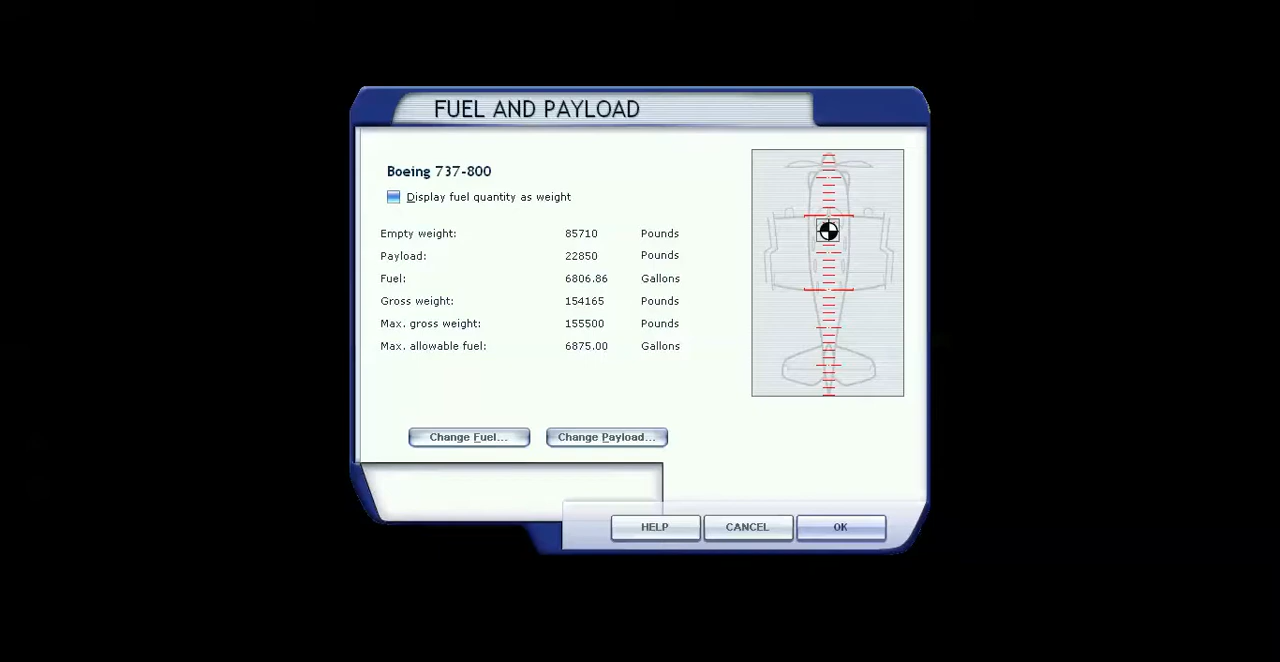 FUEL AND PAYLOAD
Boeing 737-800
Display fuel quantity as weight
Empty weight: 85710 Pounds
Payload: 22850 Pounds
Fuel: 6806.86 Gallons
Gross weight: 154165 Pounds
Max. gross weight: 155500 Pounds
Max. allowable fuel: 6875.00 Gallons
Change Fuel... Change Payload...
HELP CANCEL OK